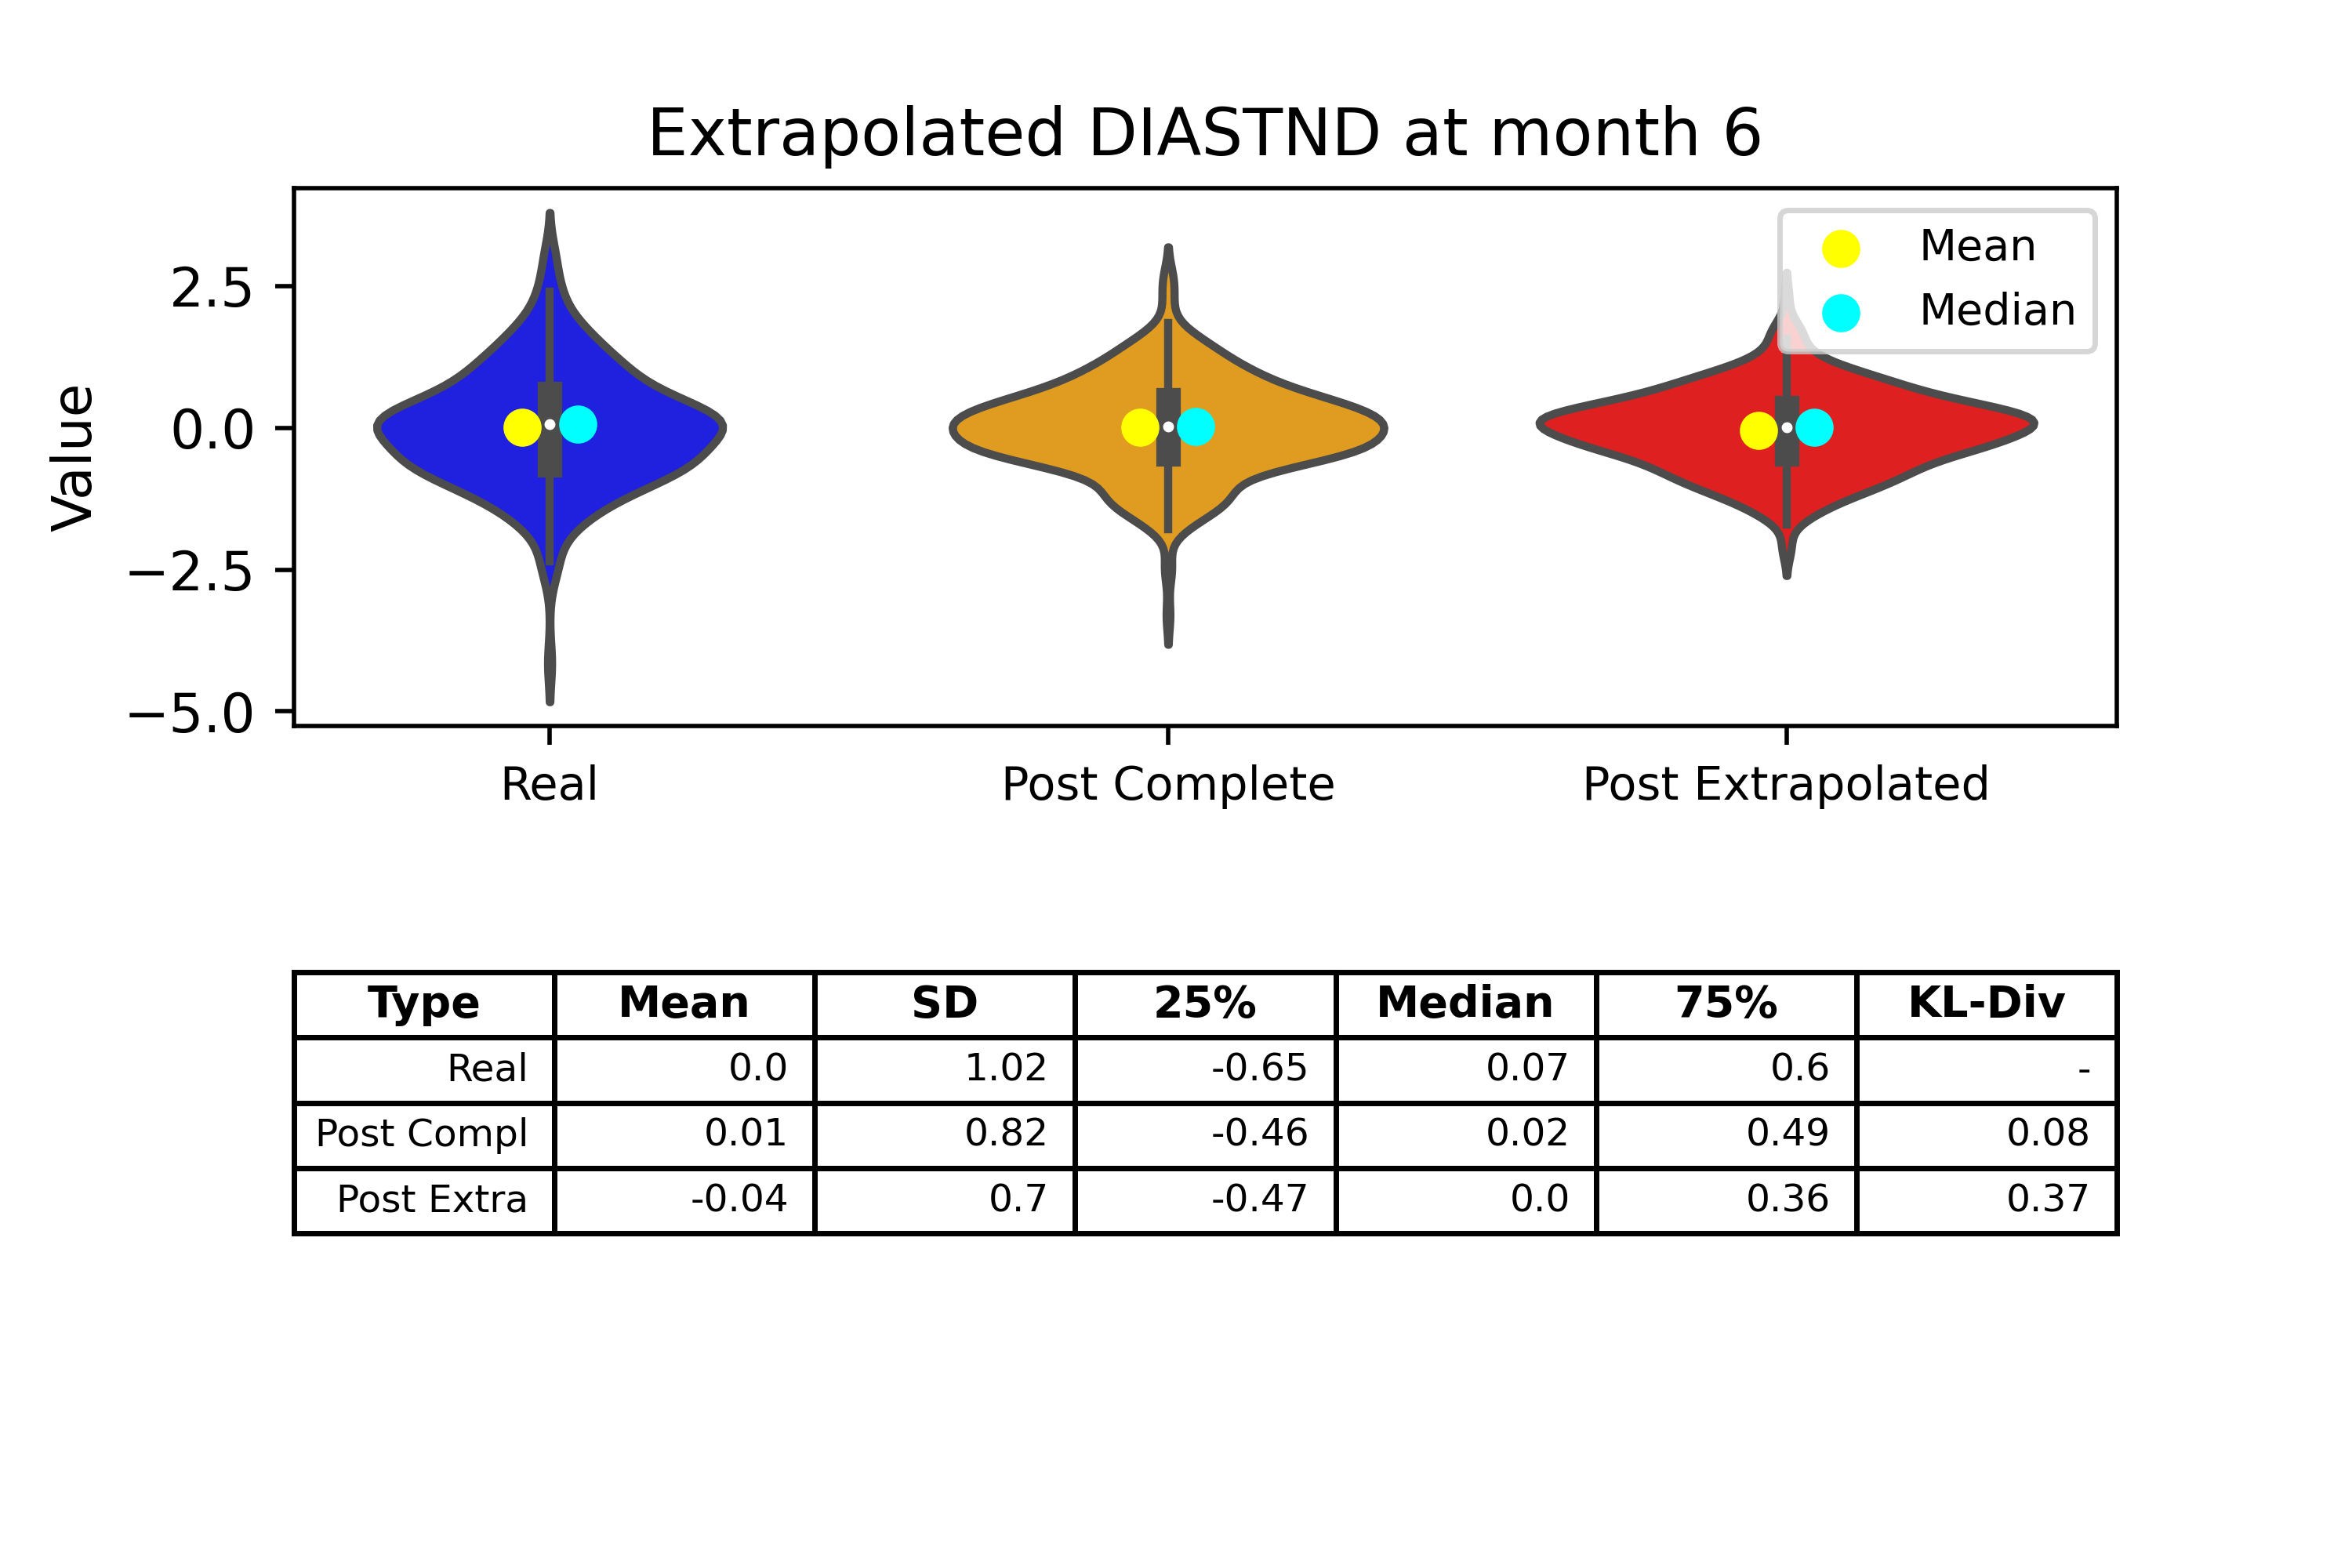 Extrapolated DIASTND at month 6
Mean
Median
2.5
0.0
−2.5
−5.0
Value
Real Post Complete Post Extrapolated
Type Mean SD 25% Median 75% KL-Div
Real 0.0 1.02 -0.65 0.07 0.6 -
Post Compl 0.01 0.82 -0.46 0.02 0.49 0.08
Post Extra -0.04 0.7 -0.47 0.0 0.36 0.37